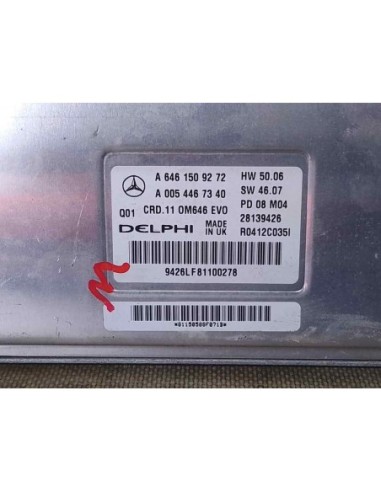 A 646 150 92 72 HW 50.06
A 005 446 73 40 SW 46.07
Q01 CRD.11 OM646 EVO PD 08 M04
DELPHI MADE IN UK 28139426
R0412C035I
9426LF81100278
*01150500F0713*